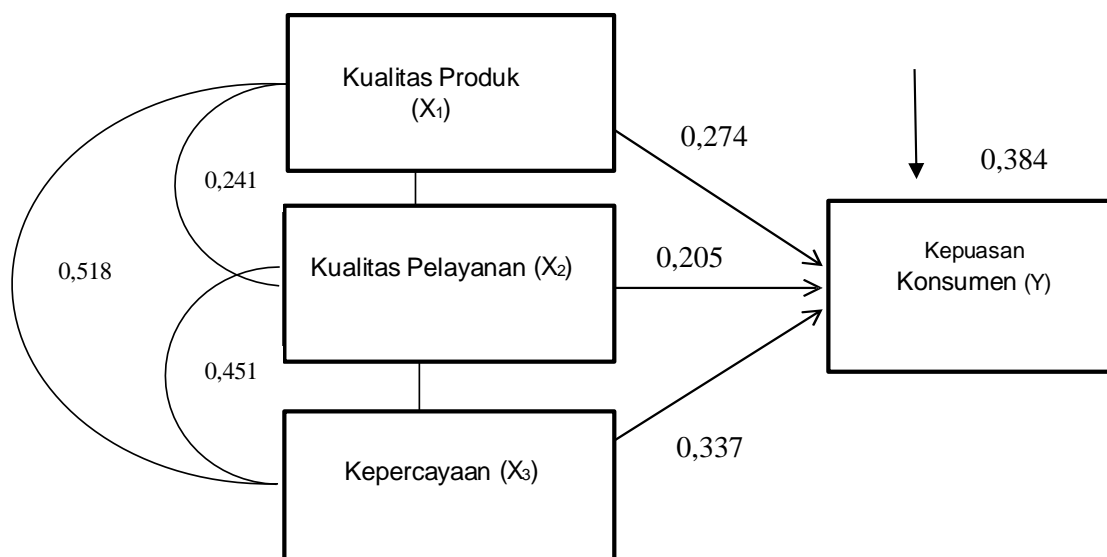 Kualitas Produk
(X₁)
0,274
0,384
0,241
Kepuasan
Konsumen (Y)
Kualitas Pelayanan (X₂)
0,205
0,518
0,451
Kepercayaan (X₃)
0,337